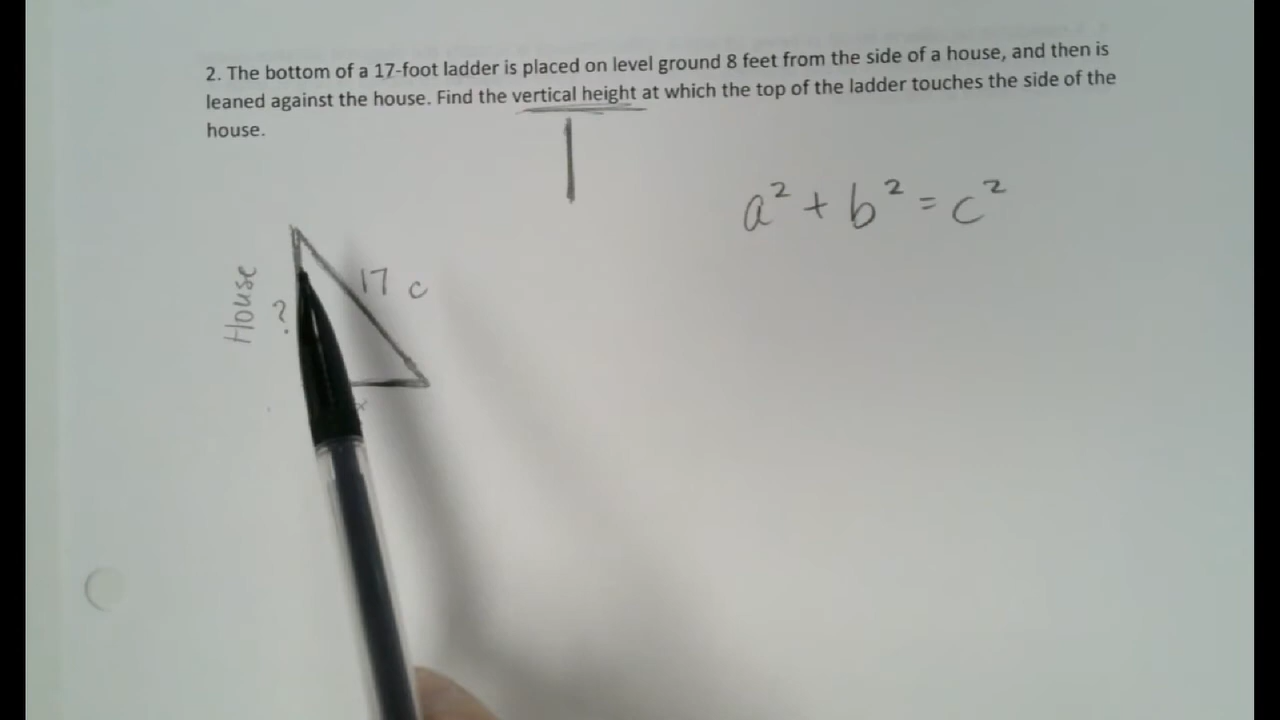 2. The bottom of a 17-foot ladder is placed on level ground 8 feet from the side of a house, and then is
leaned against the house. Find the vertical height at which the top of the ladder touches the side of the
house.
a² + b² = c²
House
?
17 c